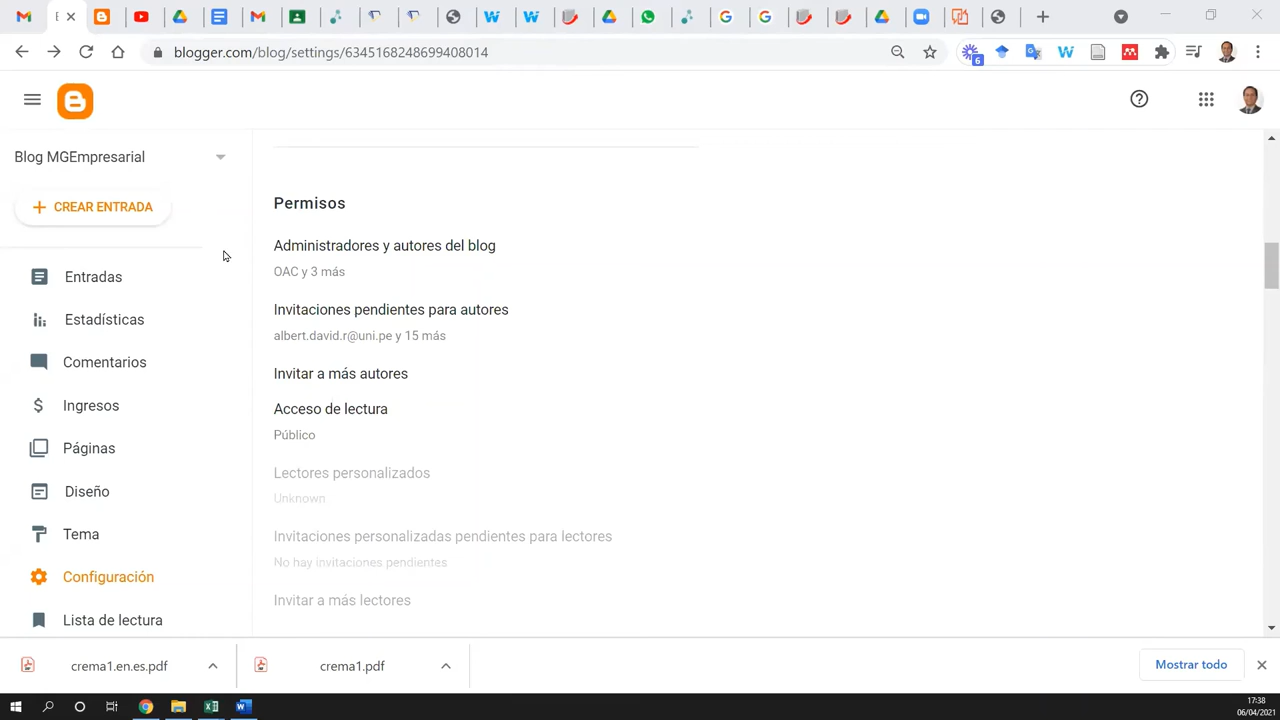 blogger.com/blog/settings/6345168248699408014
6
Blog MGEmpresarial
+ CREAR ENTRADA
Entradas
Estadísticas
Comentarios
Ingresos
Páginas
Diseño
Tema
Configuración
Lista de lectura
Permisos
Administradores y autores del blog
OAC y 3 más
Invitaciones pendientes para autores
albert.david.r@uni.pe y 15 más
Invitar a más autores
Acceso de lectura
Público
Lectores personalizados
Unknown
Invitaciones personalizadas pendientes para lectores
No hay invitaciones pendientes
Invitar a más lectores
crema1.en.es.pdf
crema1.pdf
Mostrar todo
17:38
06/04/2021